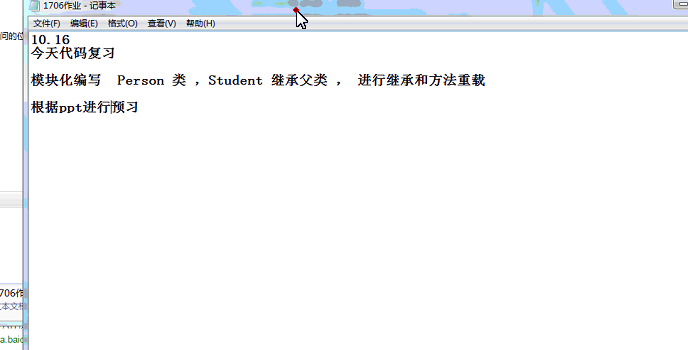 1706作业 - 记事本
文件(F) 编辑(E) 格式(O) 查看(V) 帮助(H)
问的位
10.16
今天代码复习
模块化编写 Person 类 ，Student 继承父类 ， 进行继承和方法重载
根据ppt进行预习
706作
本文档
a.baid